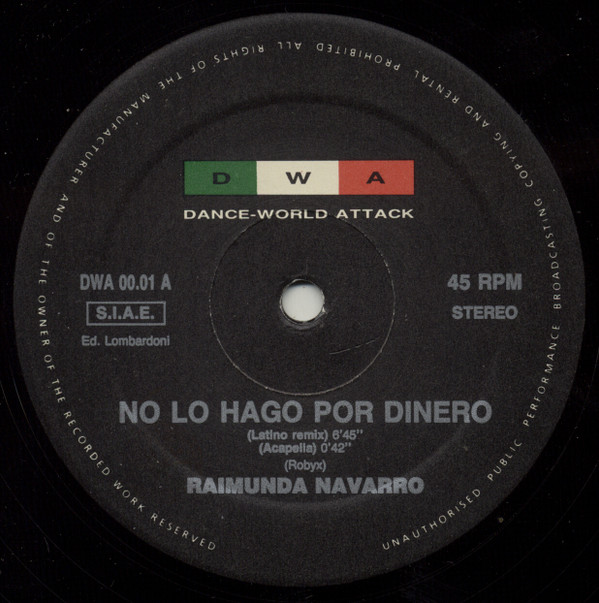 D W A
DANCE-WORLD ATTACK
DWA 00.01 A
S.I.A.E.
Ed. Lombardoni
45 RPM
STEREO
NO LO HAGO POR DINERO
(Latino remix) 6'45"
(Acapella) 0'42"
(Robyx)
RAIMUNDA NAVARRO
ALL RIGHTS OF THE MANUFACTURER AND OF THE OWNER OF THE RECORDED WORK RESERVED
UNAUTHORISED PUBLIC PERFORMANCE BROADCASTING COPYING AND RENTAL PROHIBITED